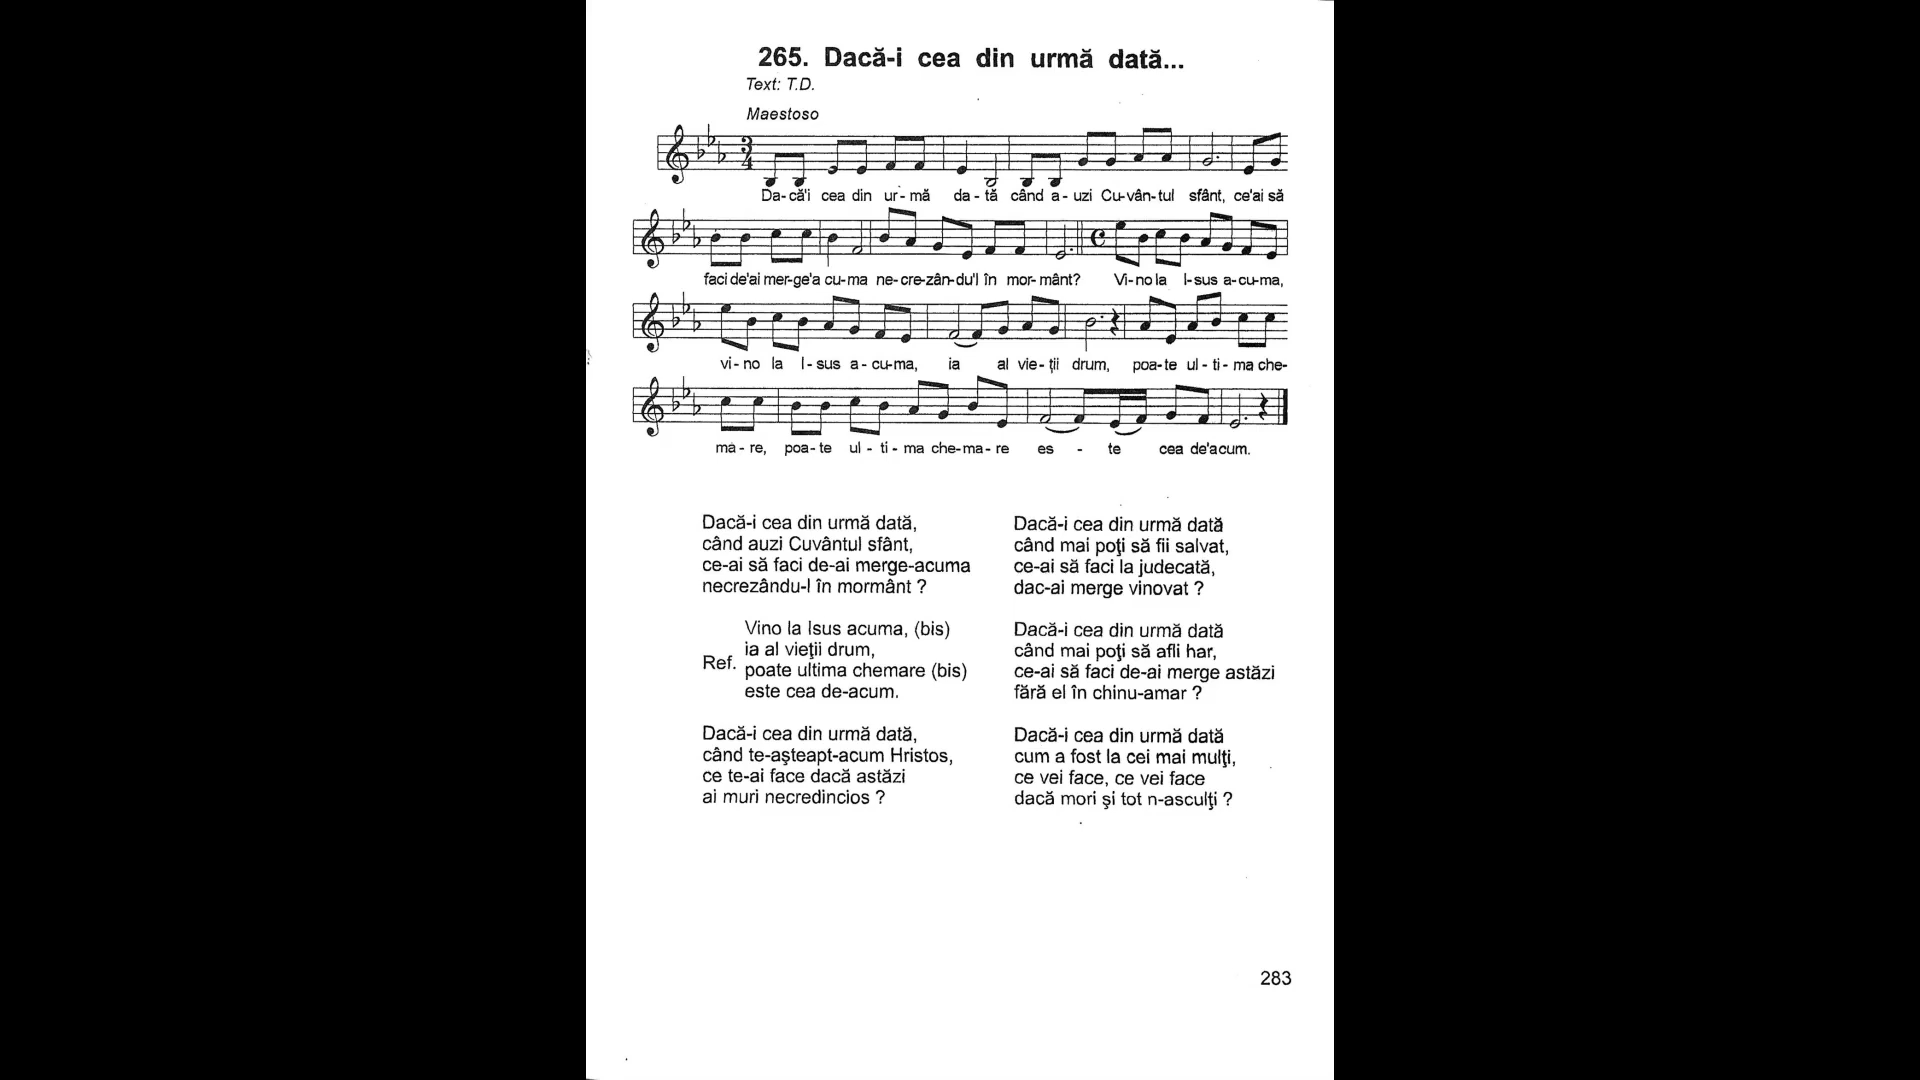 265. Dacă-i cea din urmă dată...
Text: T.D.
Maestoso
Da-că'i cea din ur-mă da-tă când a-uzi Cu-vân-tul sfânt, ce'ai să
faci de'ai mer-ge'a cu-ma ne-cre-zân-du'l în mor-mânt? Vi-no la I-sus a-cu-ma,
vi-no la I-sus a-cu-ma, ia al vie-ţii drum, poa-te ul-ti-ma che-
ma-re, poa-te ul-ti-ma che-ma-re es-te cea de'acum.
Dacă-i cea din urmă dată,
când auzi Cuvântul sfânt,
ce-ai să faci de-ai merge-acuma
necrezându-l în mormânt ?
Vino la Isus acuma, (bis)
ia al vieţii drum,
Ref.
poate ultima chemare (bis)
este cea de-acum.
Dacă-i cea din urmă dată,
când te-aşteapt-acum Hristos,
ce te-ai face dacă astăzi
ai muri necredincios ?
Dacă-i cea din urmă dată
când mai poţi să fii salvat,
ce-ai să faci la judecată,
dac-ai merge vinovat ?
Dacă-i cea din urmă dată
când mai poţi să afli har,
ce-ai să faci de-ai merge astăzi
fără el în chinu-amar ?
Dacă-i cea din urmă dată
cum a fost la cei mai mulţi,
ce vei face, ce vei face
dacă mori şi tot n-asculţi ?
283